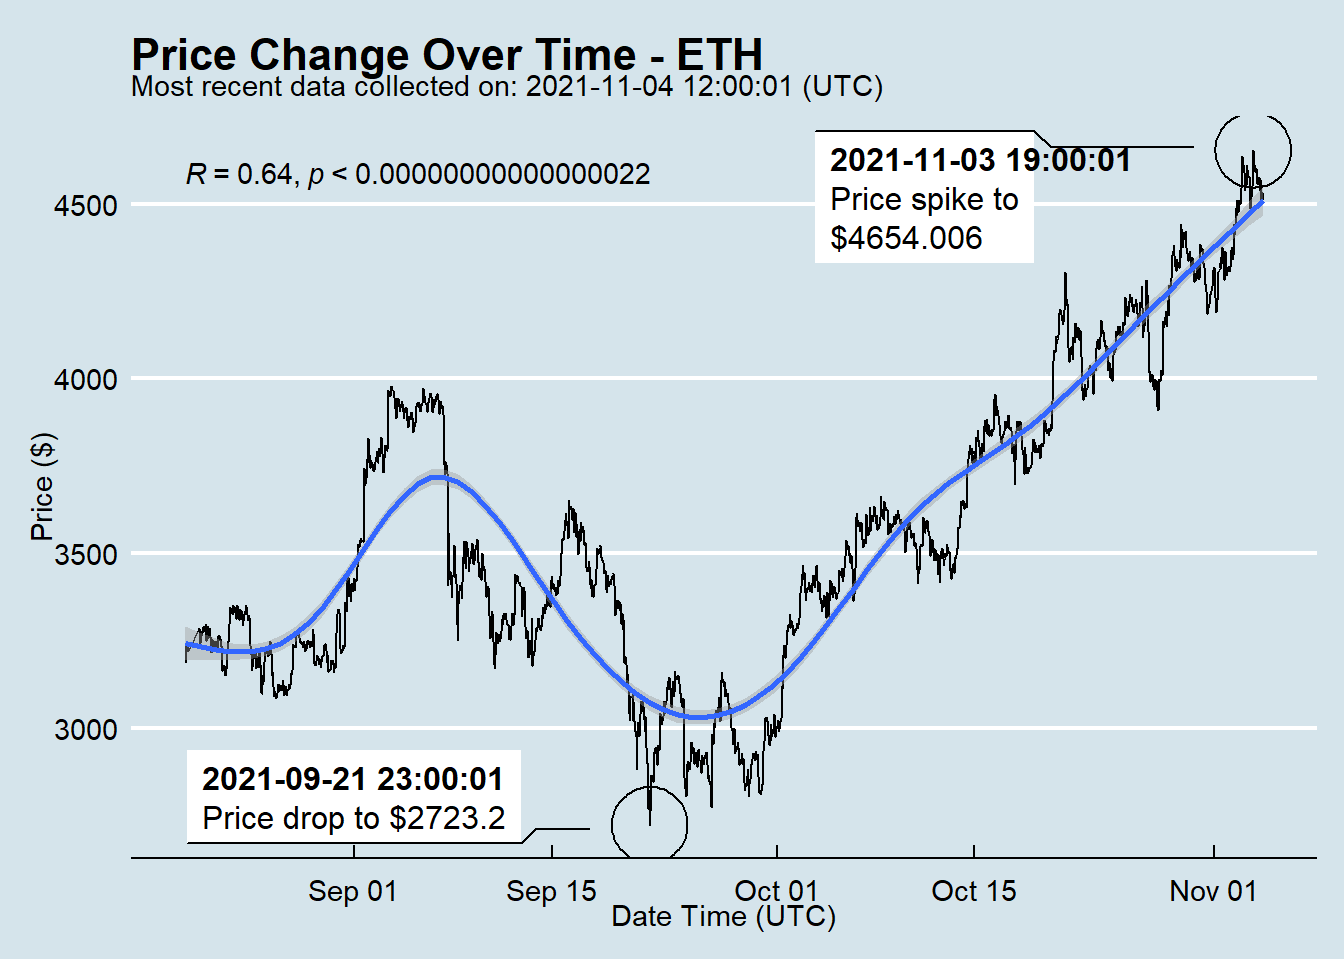 Price Change Over Time - ETH
Most recent data collected on: 2021-11-04 12:00:01 (UTC)
R = 0.64, p < 0.00000000000000022
2021-11-03 19:00:01
Price spike to
$4654.006
4500
4000
3500
3000
Price ($)
2021-09-21 23:00:01
Price drop to $2723.2
Sep 01
Sep 15
Oct 01
Oct 15
Nov 01
Date Time (UTC)